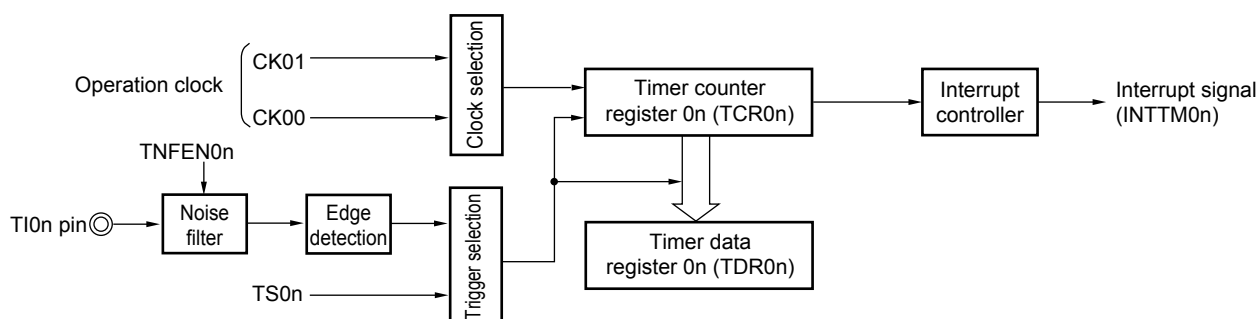 Operation clock
CK01
CK00
Clock selection
Timer counter
register 0n (TCR0n)
Interrupt
controller
Interrupt signal
(INTTM0n)
TNFEN0n
TI0n pin
Noise
filter
Edge
detection
TS0n
Trigger selection
Timer data
register 0n (TDR0n)